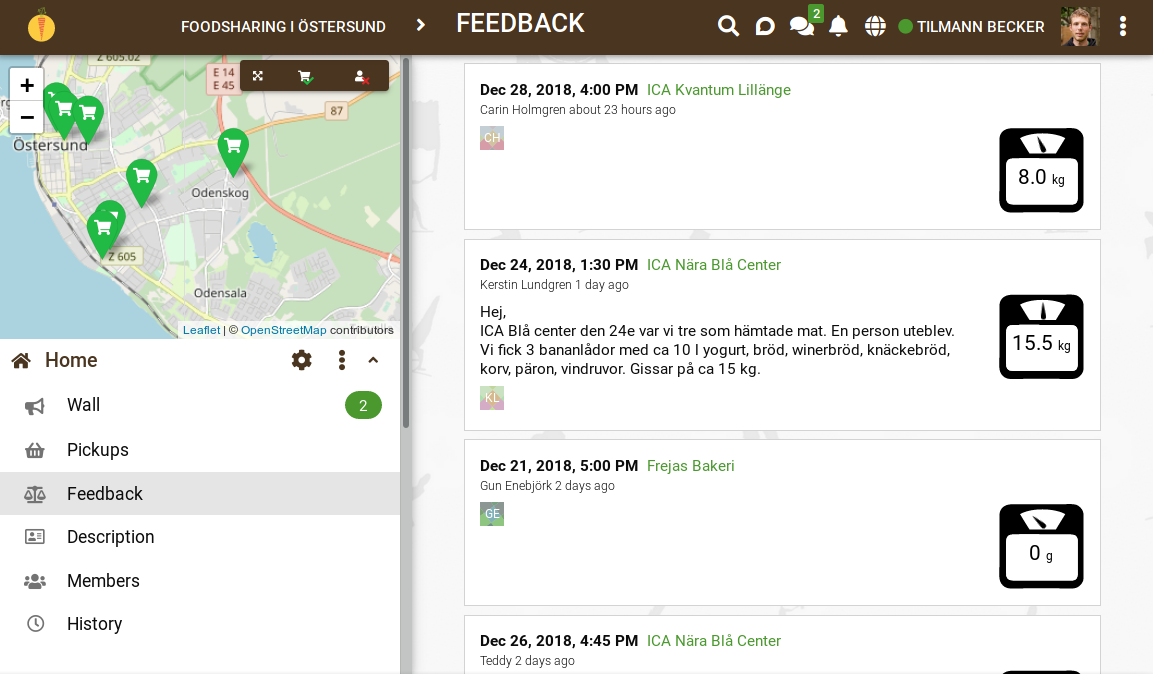 FOODSHARING I ÖSTERSUND
FEEDBACK
2
TILMANN BECKER
Z 605.02
E 14
E 45
87
+
−
Östersund
Odenskog
Z 605
Odensala
Leaflet | © OpenStreetMap contributors
Home
Wall
2
Pickups
Feedback
Description
Members
History
Dec 28, 2018, 4:00 PM ICA Kvantum Lillänge
Carin Holmgren about 23 hours ago
CH
8.0 kg
Dec 24, 2018, 1:30 PM ICA Nära Blå Center
Kerstin Lundgren 1 day ago
Hej,
ICA Blå center den 24e var vi tre som hämtade mat. En person uteblev.
Vi fick 3 bananlådor med ca 10 l yogurt, bröd, winerbröd, knäckebröd,
korv, päron, vindruvor. Gissar på ca 15 kg.
KL
15.5 kg
Dec 21, 2018, 5:00 PM Frejas Bakeri
Gun Enebjörk 2 days ago
GE
0 g
Dec 26, 2018, 4:45 PM ICA Nära Blå Center
Teddy 2 days ago